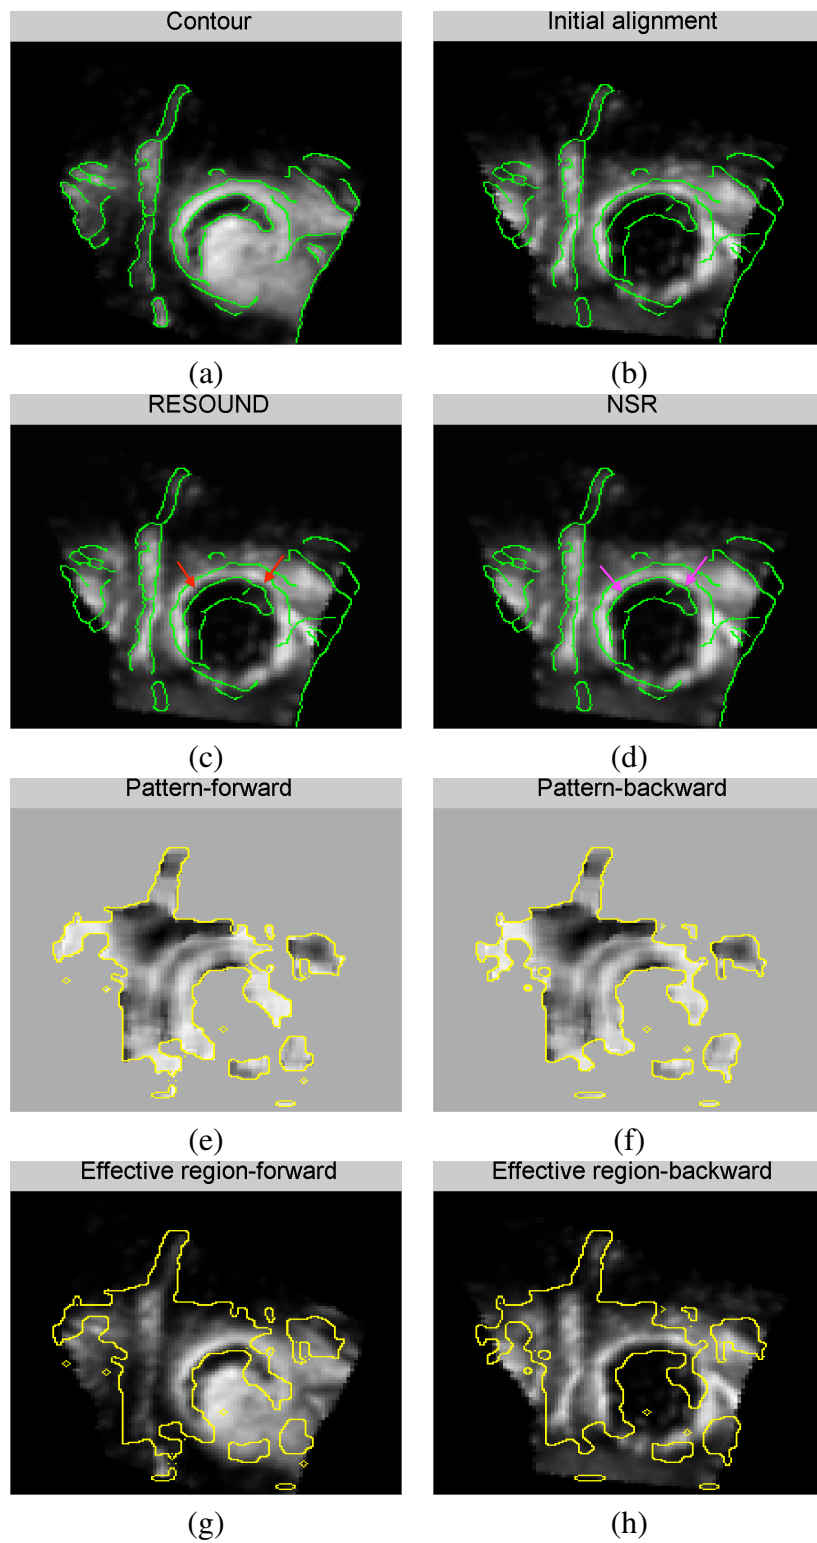 Contour Initial alignment
(a) (b)
RESOUND NSR
(c) (d)
Pattern-forward Pattern-backward
(e) (f)
Effective region-forward Effective region-backward
(g) (h)